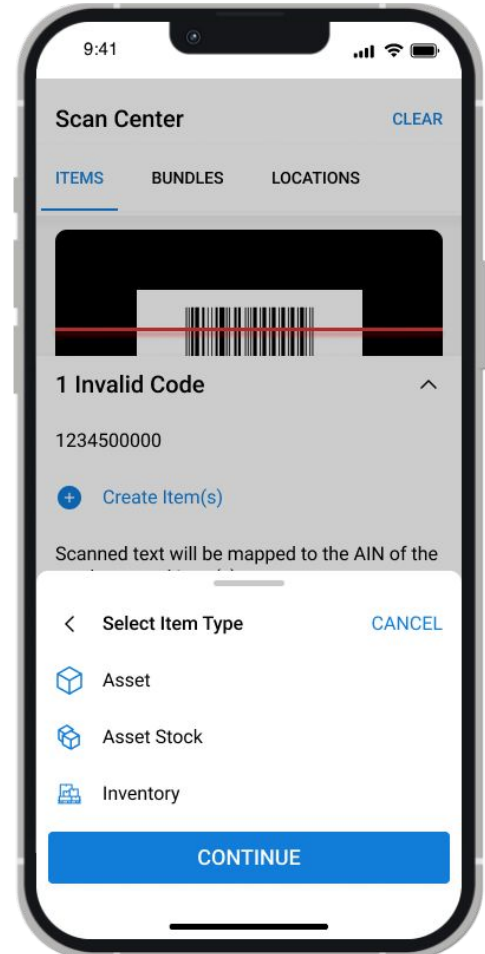 9:41
Scan Center CLEAR
ITEMS BUNDLES LOCATIONS
1 Invalid Code
1234500000
Create Item(s)
Scanned text will be mapped to the AIN of the
Select Item Type CANCEL
Asset
Asset Stock
Inventory
CONTINUE